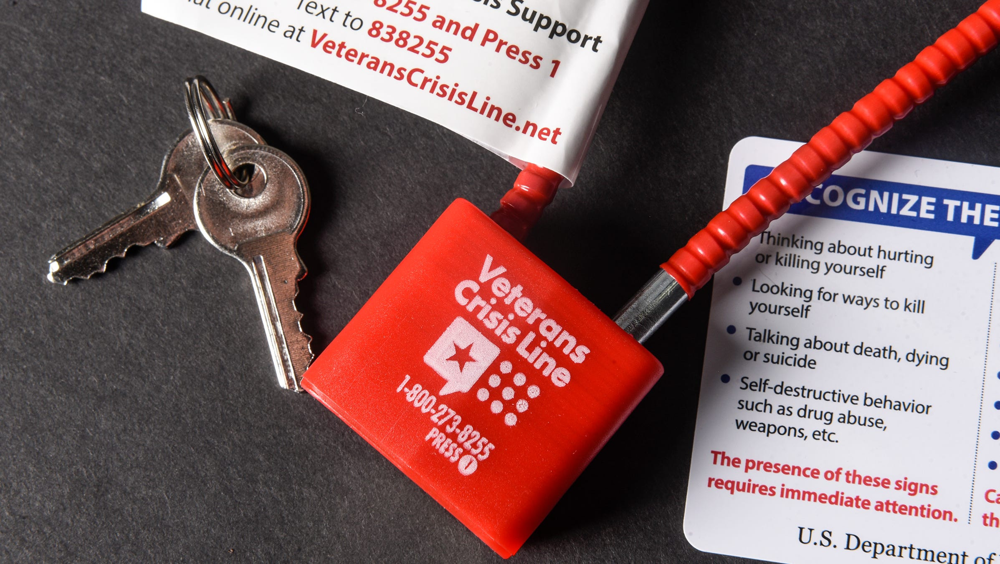 Support
8255 and Press 1
Text to 838255
online at VeteransCrisisLine.net
Veterans
Crisis Line
1-800-273-8255
PRESS 1
COGNIZE THE
Thinking about hurting
or killing yourself
• Looking for ways to kill
yourself
• Talking about death, dying
or suicide
• Self-destructive behavior
such as drug abuse,
weapons, etc.
The presence of these signs
requires immediate attention.
U.S. Department of